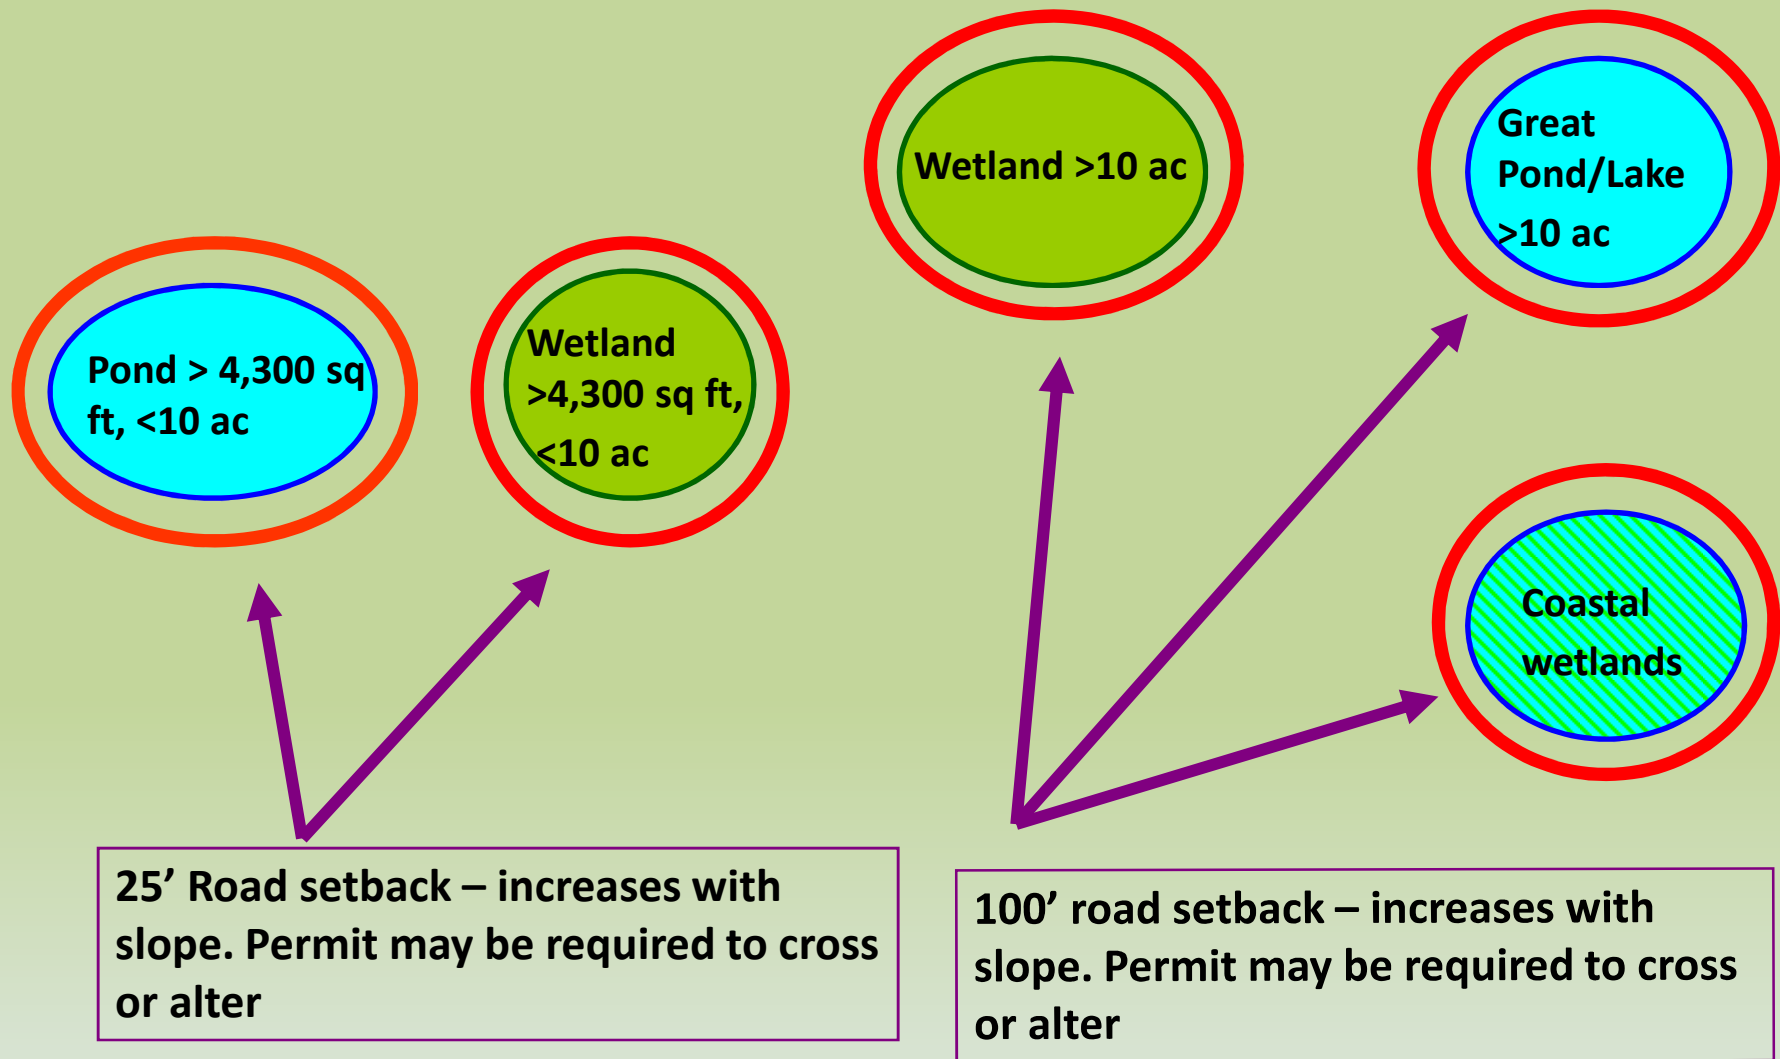 Wetland >10 ac
Great
Pond/Lake
>10 ac
Pond > 4,300 sq
ft, <10 ac
Wetland
>4,300 sq ft,
<10 ac
Coastal
wetlands
25’ Road setback – increases with
slope. Permit may be required to cross
or alter
100’ road setback – increases with
slope. Permit may be required to cross
or alter